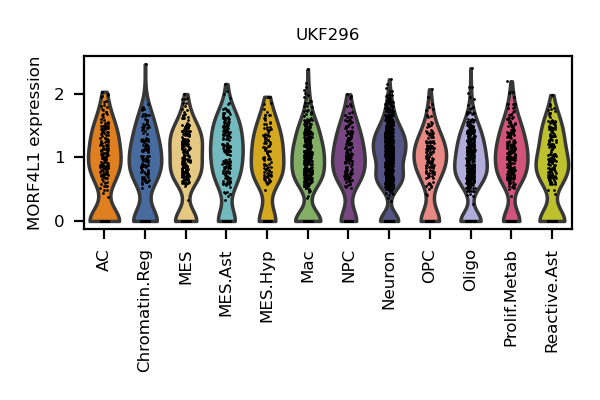 UKF296
MORF4L1 expression
2
1
0
AC
Chromatin.Reg
MES
MES.Ast
MES.Hyp
Mac
NPC
Neuron
OPC
Oligo
Prolif.Metab
Reactive.Ast